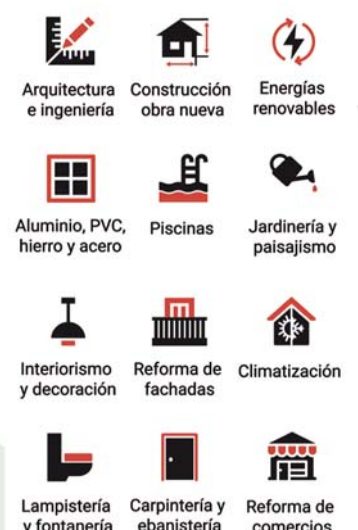 Arquitectura
e ingeniería
Construcción
obra nueva
Energías
renovables
Aluminio, PVC,
hierro y acero
Piscinas
Jardinería y
paisajismo
Interiorismo
y decoración
Reforma de
fachadas
Climatización
Lampistería
y fontanería
Carpintería y
ebanistería
Reforma de
comercios